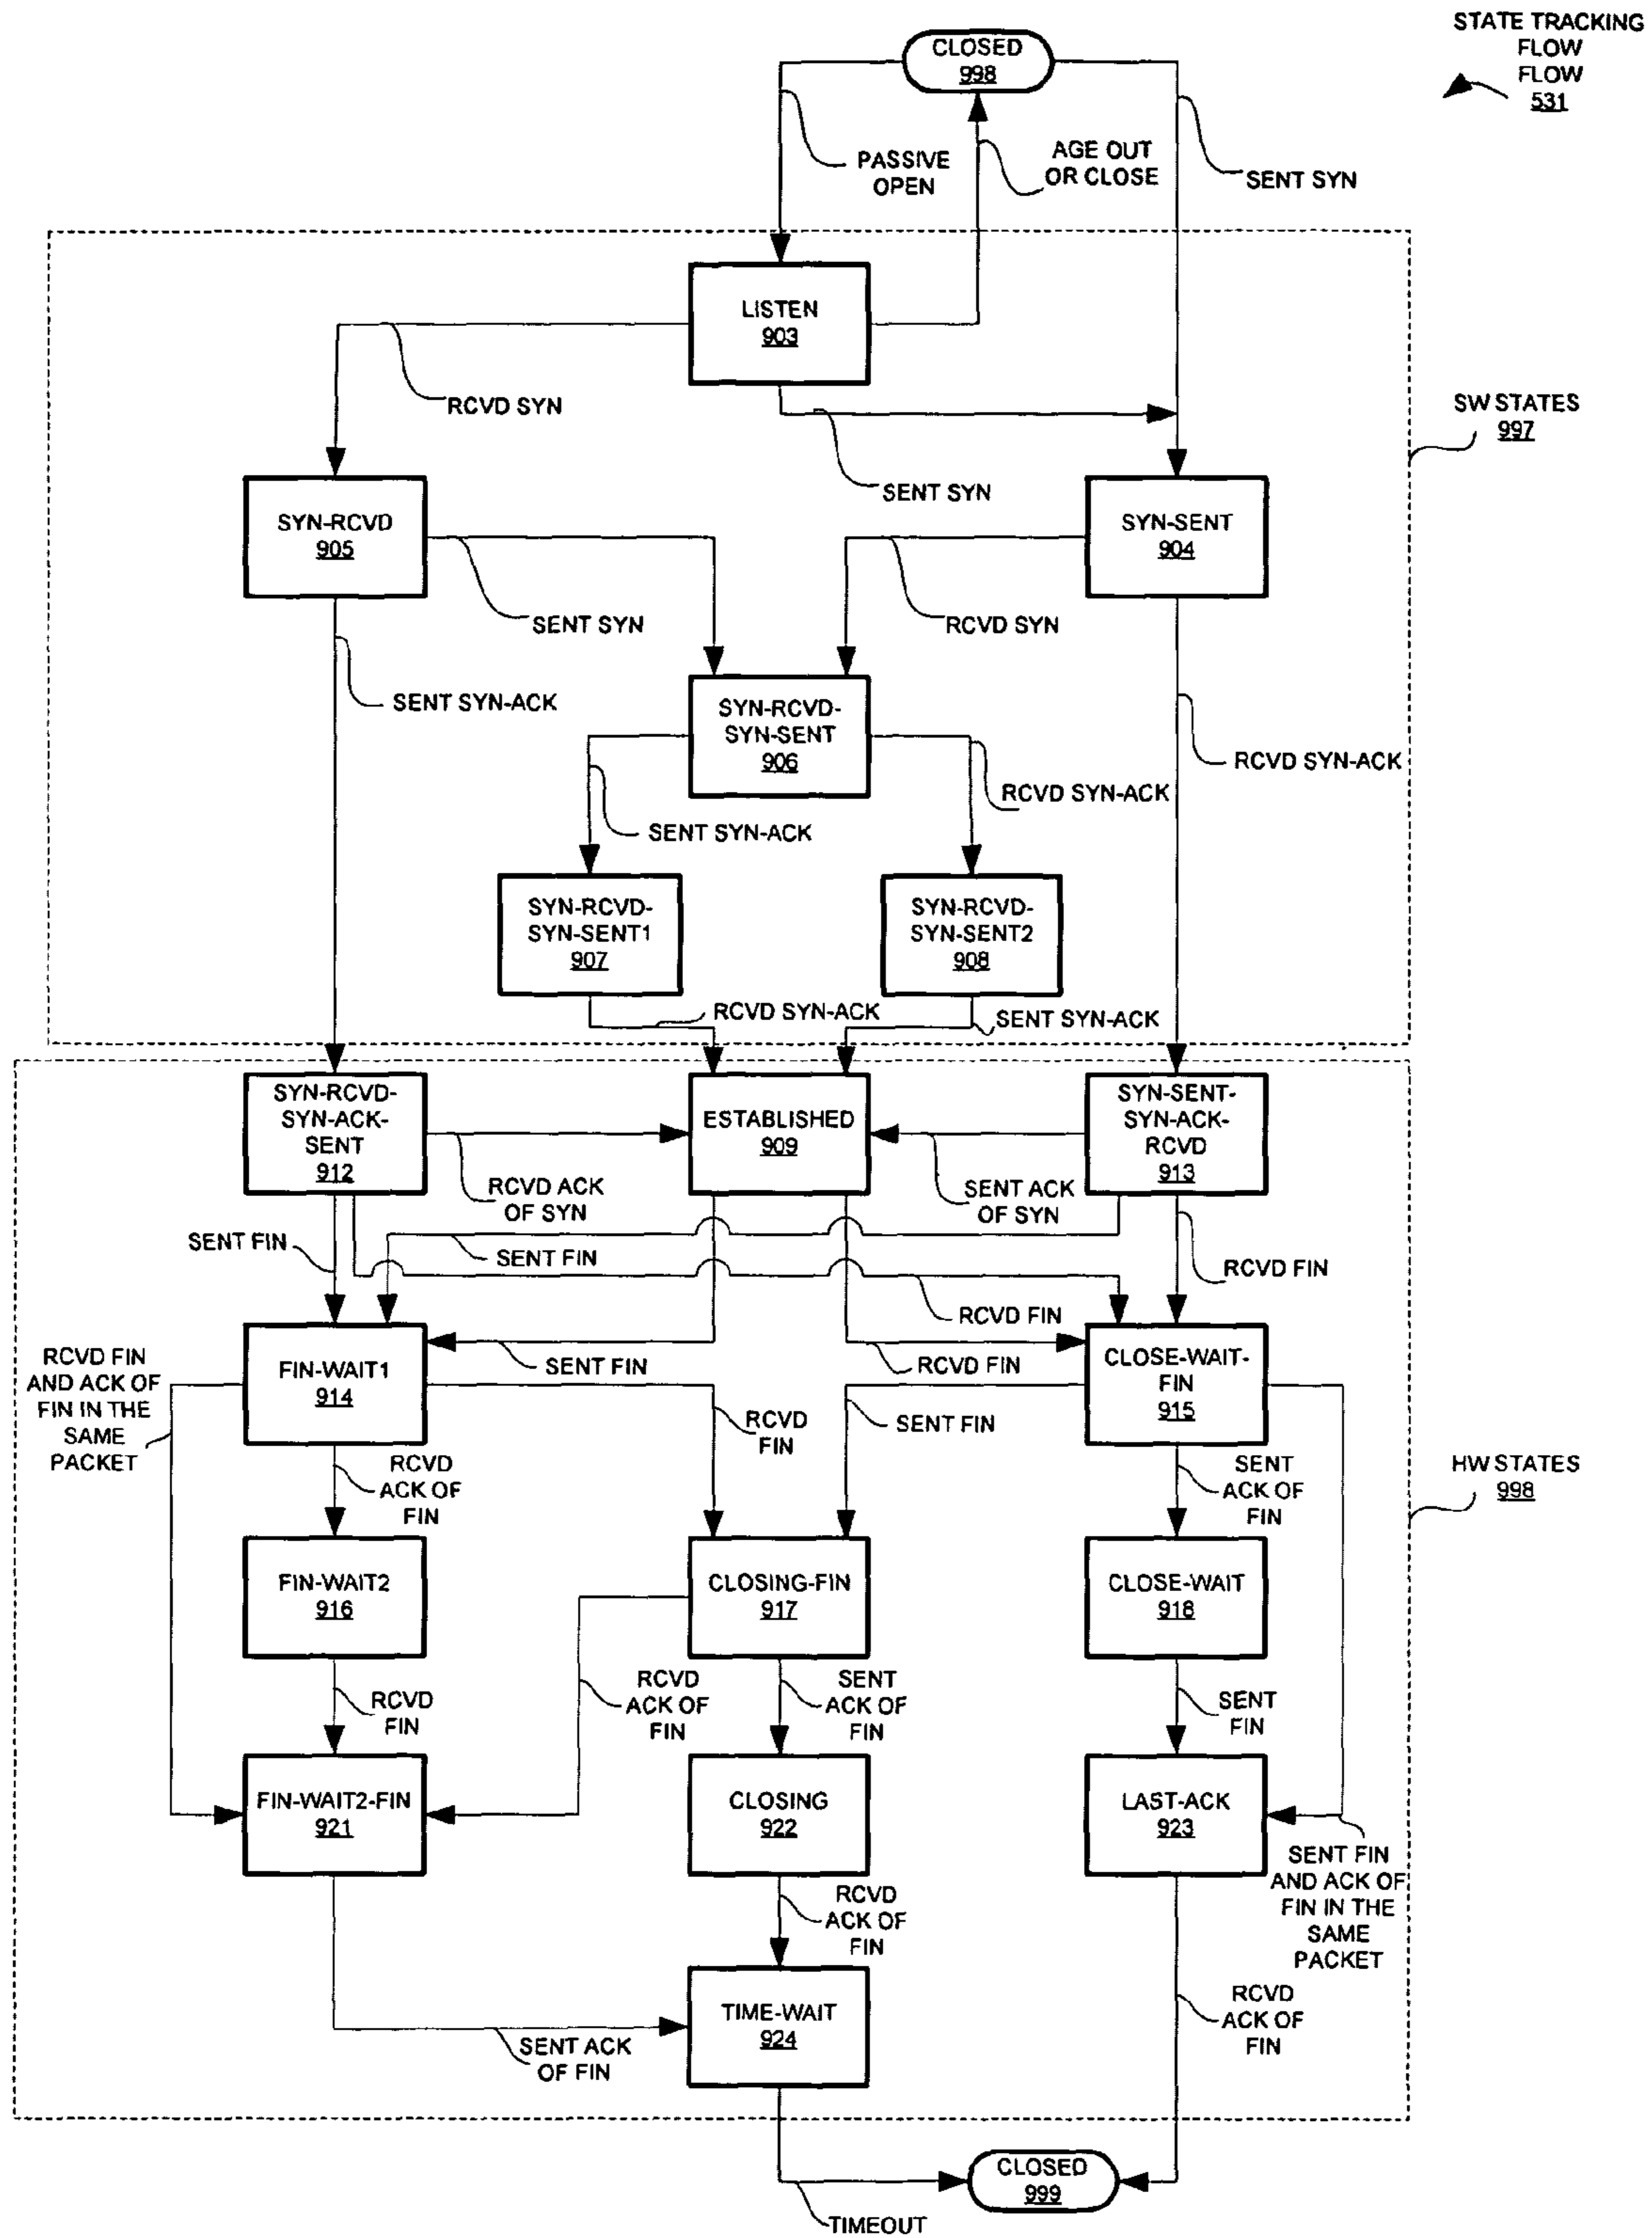 STATE TRACKING
FLOW
FLOW
531
CLOSED
998
PASSIVE
OPEN
AGE OUT
OR CLOSE
SENT SYN
LISTEN
903
RCVD SYN
SENT SYN
SW STATES
997
SYN-RCVD
905
SYN-SENT
904
SENT SYN
RCVD SYN
SENT SYN-ACK
SYN-RCVD-
SYN-SENT
906
RCVD SYN-ACK
RCVD SYN-ACK
SENT SYN-ACK
SYN-RCVD-
SYN-SENT1
907
SYN-RCVD-
SYN-SENT2
908
RCVD SYN-ACK
SENT SYN-ACK
SYN-RCVD-
SYN-ACK-
SENT
912
ESTABLISHED
909
SYN-SENT-
SYN-ACK-
RCVD
913
RCVD ACK
OF SYN
SENT ACK
OF SYN
SENT FIN
SENT FIN
RCVD FIN
RCVD FIN
SENT FIN
RCVD FIN
RCVD FIN
AND ACK OF
FIN IN THE
SAME
PACKET
FIN-WAIT1
914
CLOSE-WAIT-
FIN
915
RCVD
FIN
SENT FIN
RCVD
ACK OF
FIN
SENT
ACK OF
FIN
HW STATES
998
FIN-WAIT2
916
CLOSING-FIN
917
CLOSE-WAIT
918
RCVD
FIN
RCVD
ACK OF
FIN
SENT
ACK OF
FIN
SENT
FIN
FIN-WAIT2-FIN
921
CLOSING
922
LAST-ACK
923
SENT FIN
AND ACK OF
FIN IN THE
SAME
PACKET
RCVD
ACK OF
FIN
TIME-WAIT
924
SENT ACK
OF FIN
RCVD
ACK OF
FIN
CLOSED
999
TIMEOUT